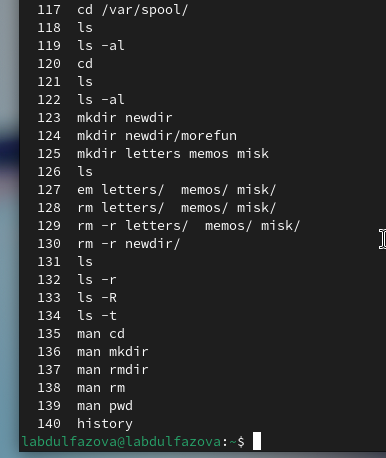 117 cd /var/spool/
118 ls
119 ls -al
120 cd
121 ls
122 ls -al
123 mkdir newdir
124 mkdir newdir/morefun
125 mkdir letters memos misk
126 ls
127 em letters/  memos/ misk/
128 rm letters/  memos/ misk/
129 rm -r letters/  memos/ misk/
130 rm -r newdir/
131 ls
132 ls -r
133 ls -R
134 ls -t
135 man cd
136 man mkdir
137 man rmdir
138 man rm
139 man pwd
140 history
labdulfazova@labdulfazova:~$